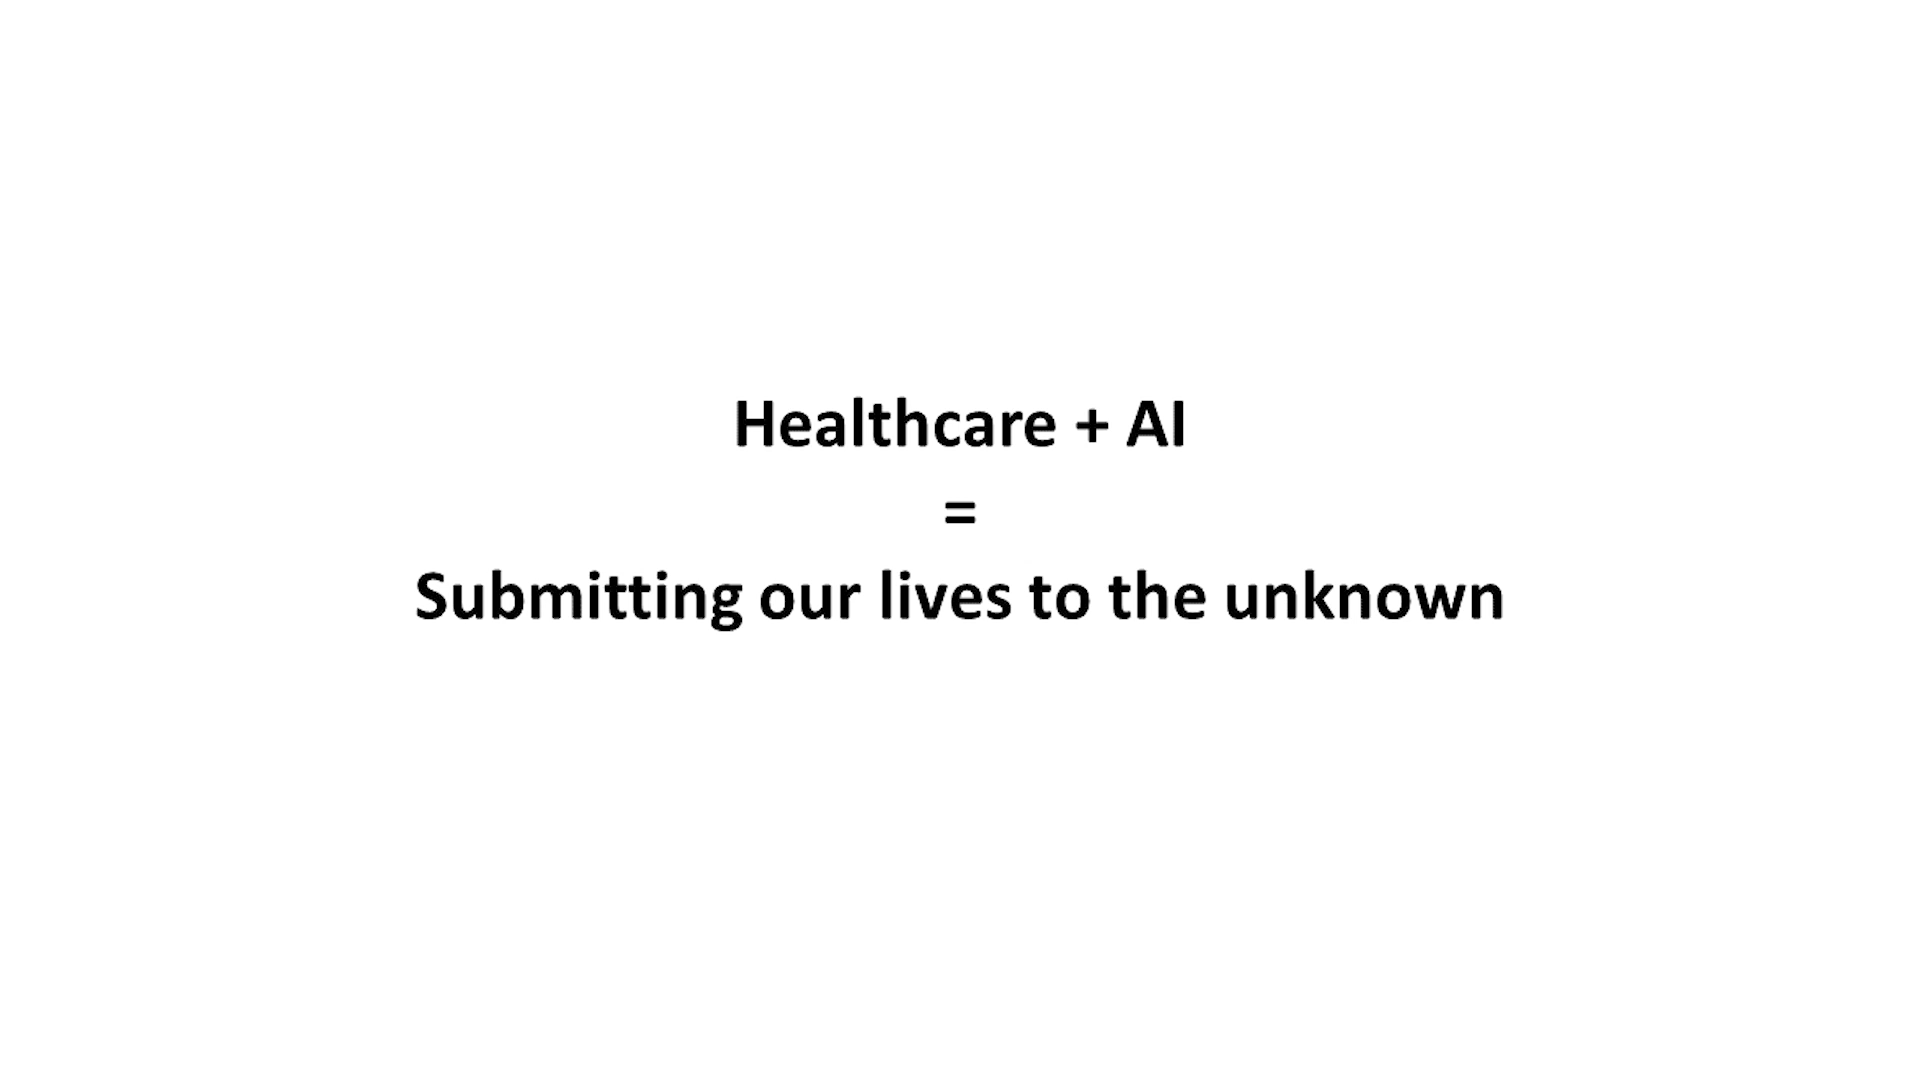 Healthcare + AI
=
Submitting our lives to the unknown